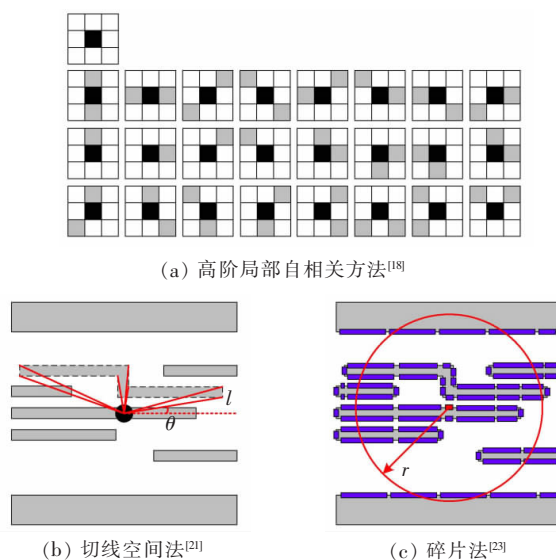 (a) 高阶局部自相关方法[18]
l
θ
r
(b) 切线空间法[21]
(c) 碎片法[23]